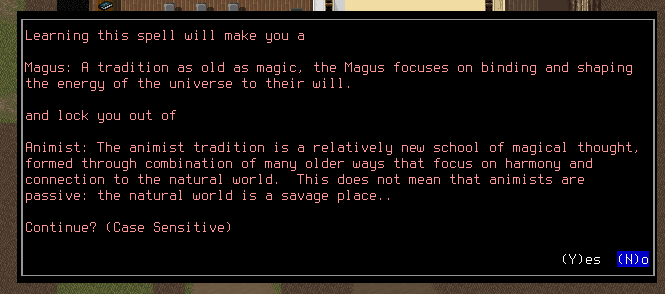 Learning this spell will make you a
Magus: A tradition as old as magic, the Magus focuses on binding and shaping
the energy of the universe to their will.
and lock you out of
Animist: The animist tradition is a relatively new school of magical thought,
formed through combination of many older ways that focus on harmony and
connection to the natural world.  This does not mean that animists are
passive: the natural world is a savage place..
Continue? (Case Sensitive)
(Y)es (N)o